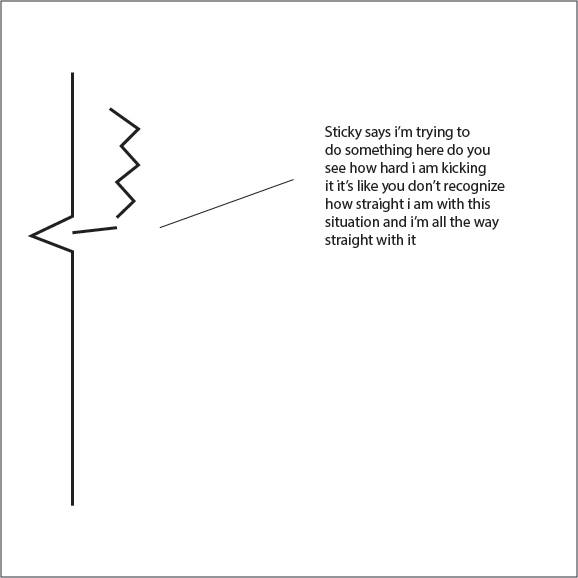 Sticky says i'm trying to
do something here do you
see how hard i am kicking
it it's like you don't recognize
how straight i am with this
situation and i'm all the way
straight with it